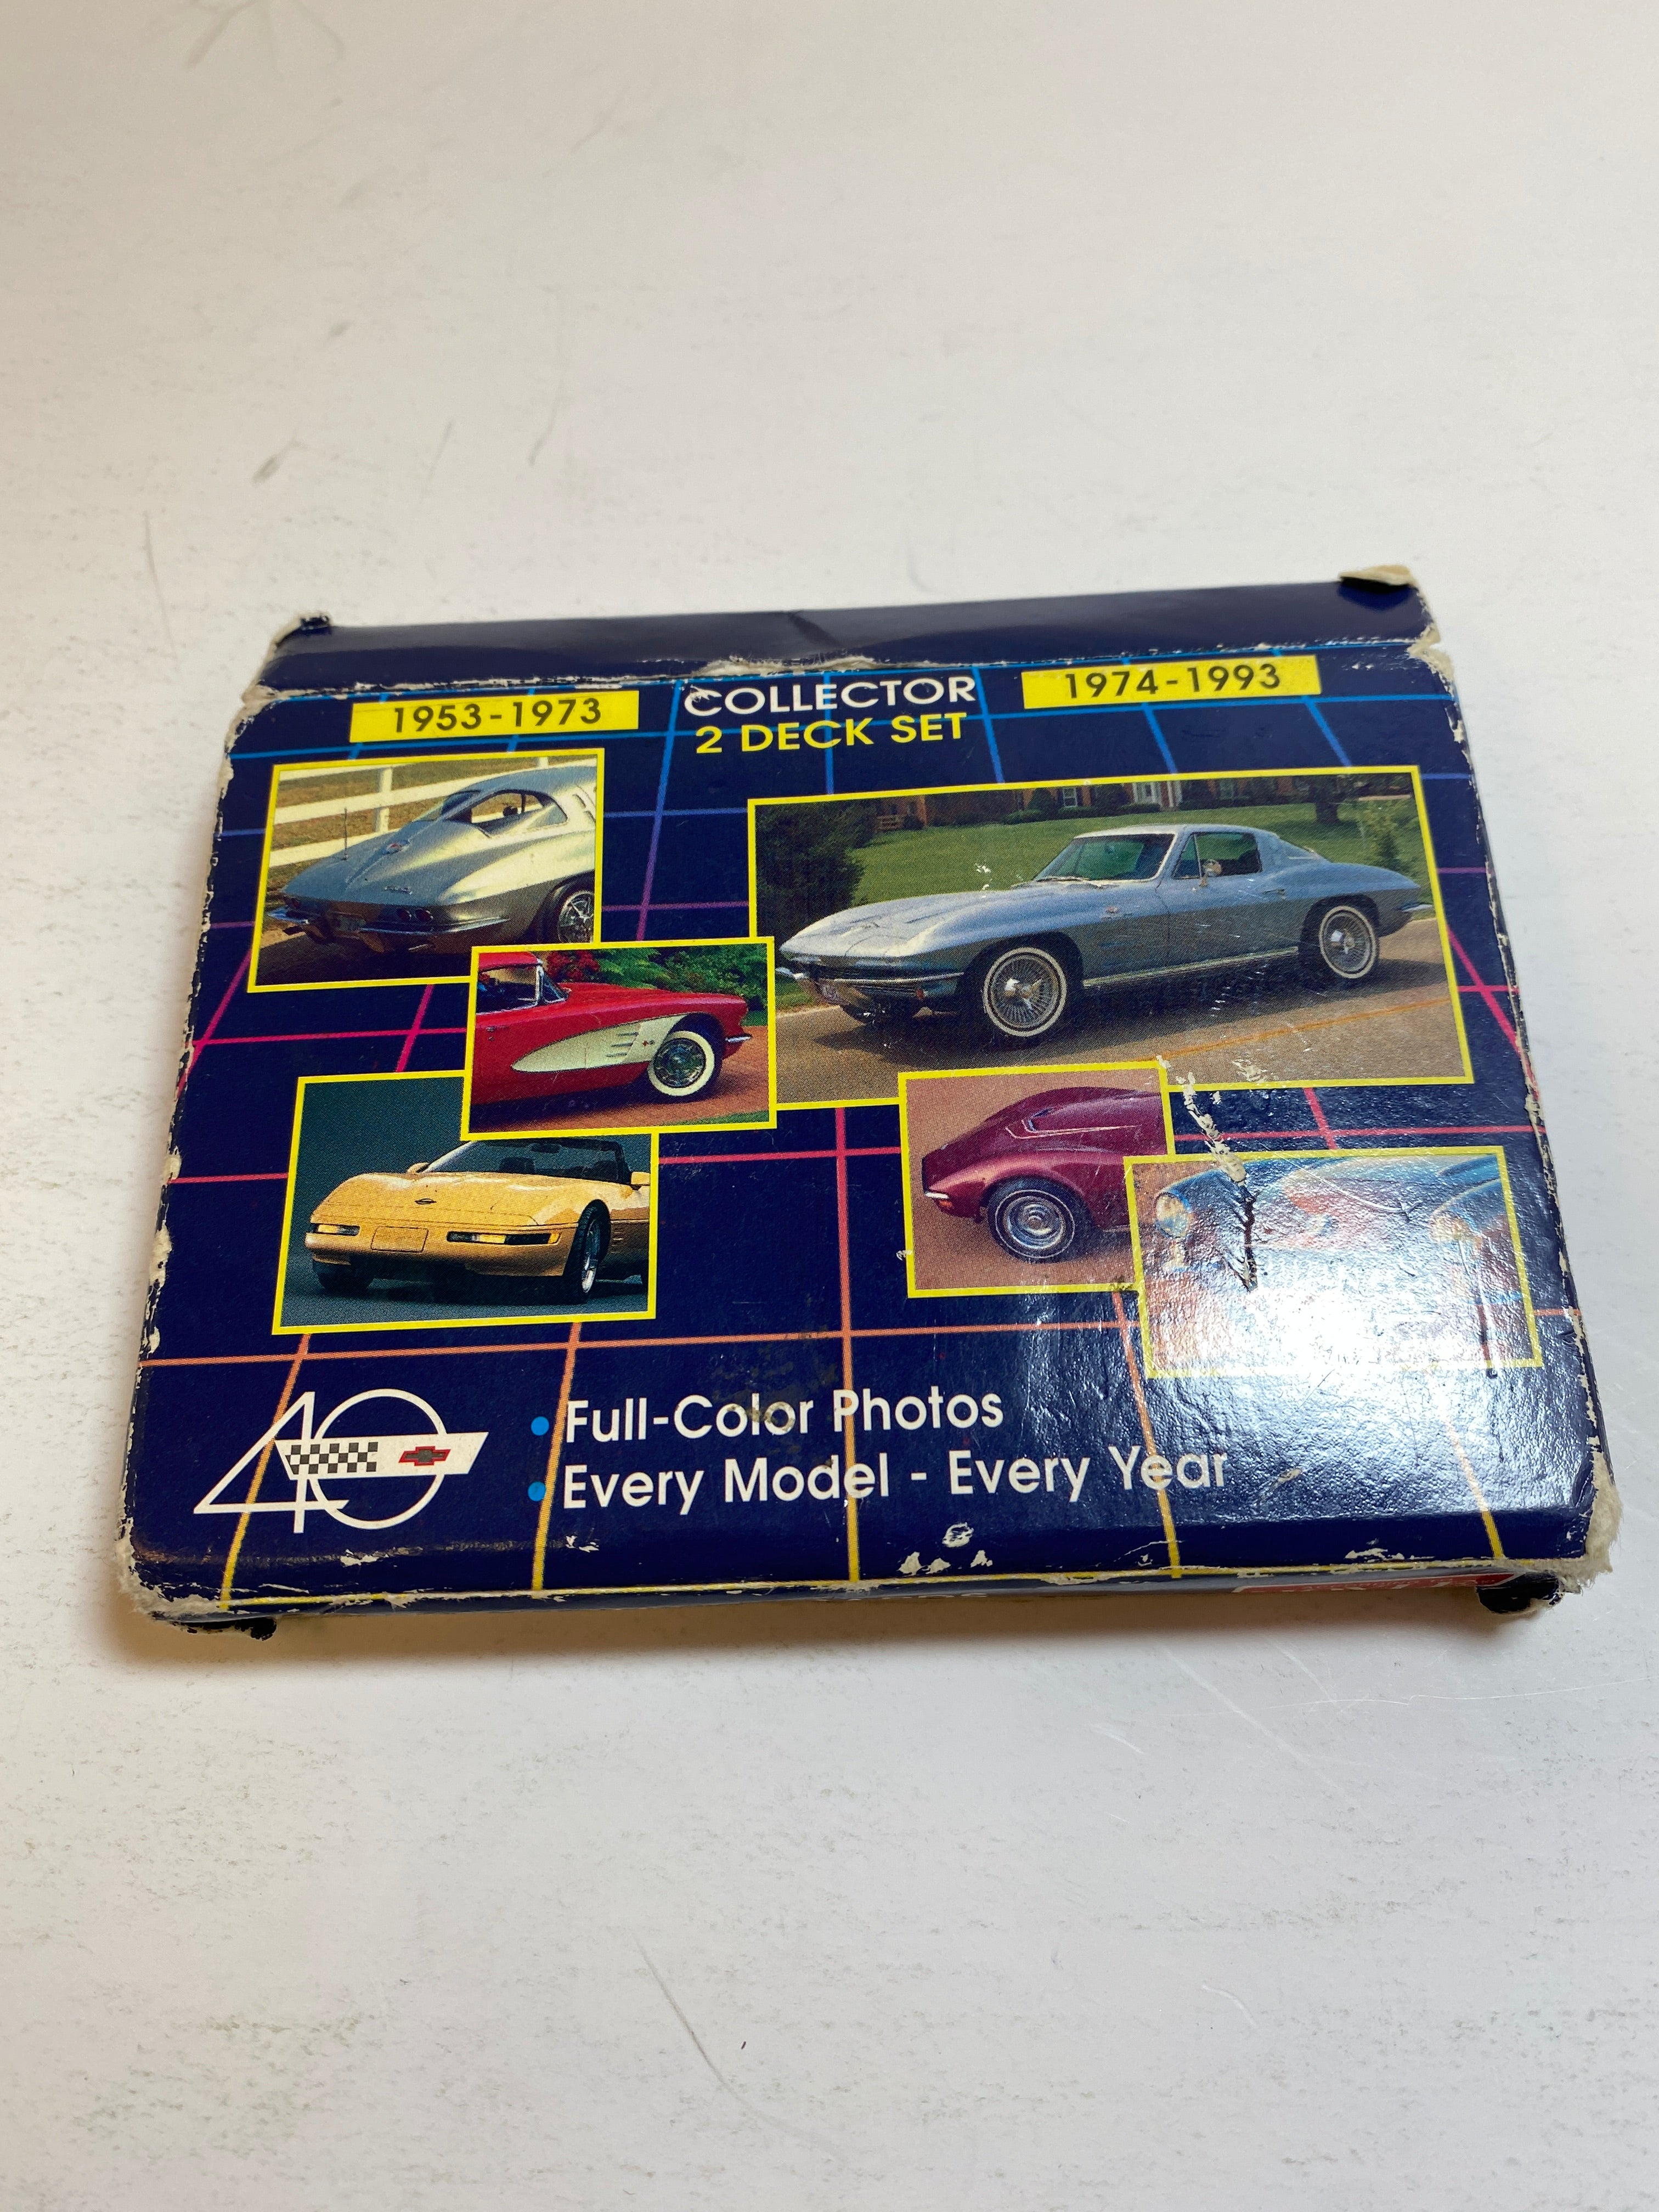 1953-1973
COLLECTOR
2 DECK SET
1974-1993
40
Full-Color Photos
Every Model - Every Year